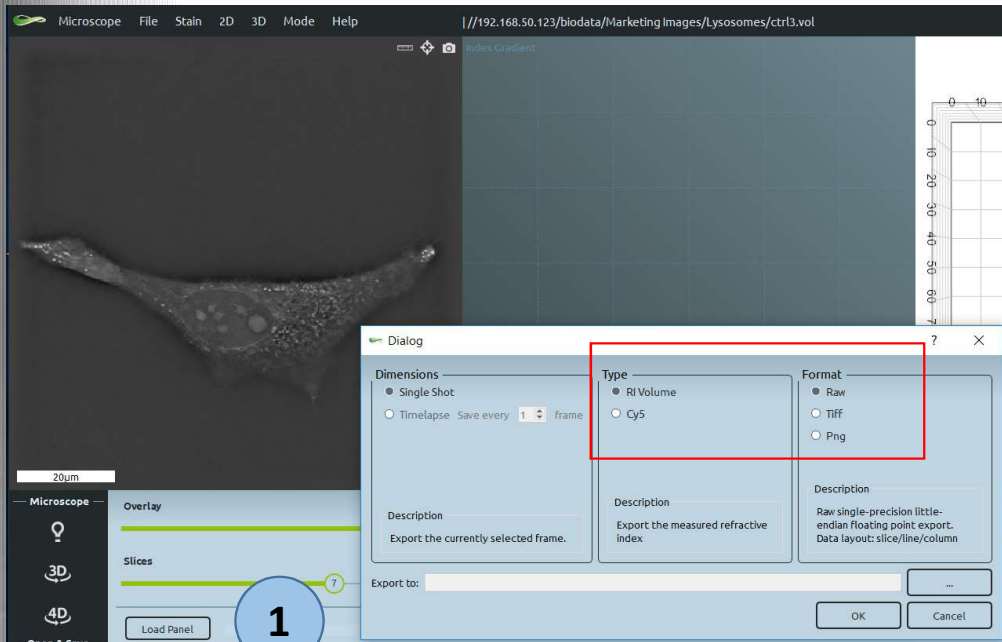 Microscope File Stain 2D 3D Mode Help |//192.168.50.123/biodata/Marketing Images/Lysosomes/ctrl3.vol
Index Gradient
0 10
0
10
20
30
40
50
60
20μm
Dialog ? ×
Dimensions
Single Shot
Timelapse Save every 1 frame
Description
Export the currently selected frame.
Type
RI Volume
Cy5
Description
Export the measured refractive
index
Format
Raw
Tiff
Png
Description
Raw single-precision little-
endian floating point export.
Data layout: slice/line/column
Export to: ...
OK Cancel
Microscope
3D
4D
Overlay
Slices
7
Load Panel
1